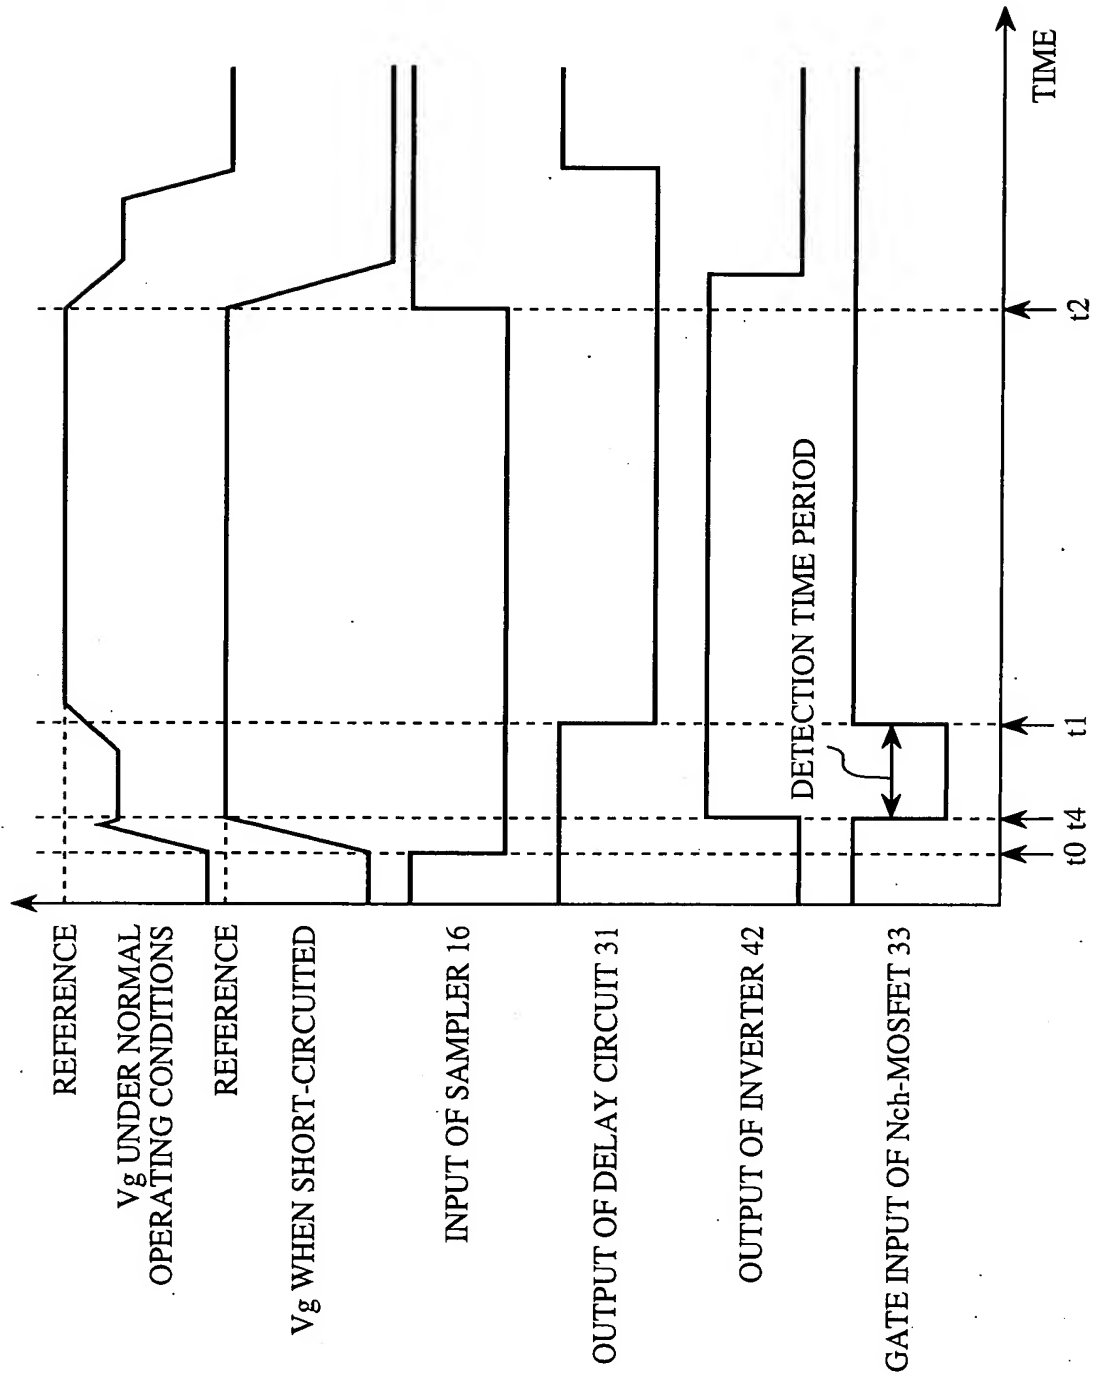 REFERENCE
Vg UNDER NORMAL
OPERATING CONDITIONS
REFERENCE
Vg WHEN SHORT-CIRCUITED
INPUT OF SAMPLER 16
OUTPUT OF DELAY CIRCUIT 31
OUTPUT OF INVERTER 42
GATE INPUT OF Nch-MOSFET 33
DETECTION TIME PERIOD
t0 t4
t1
t2
TIME